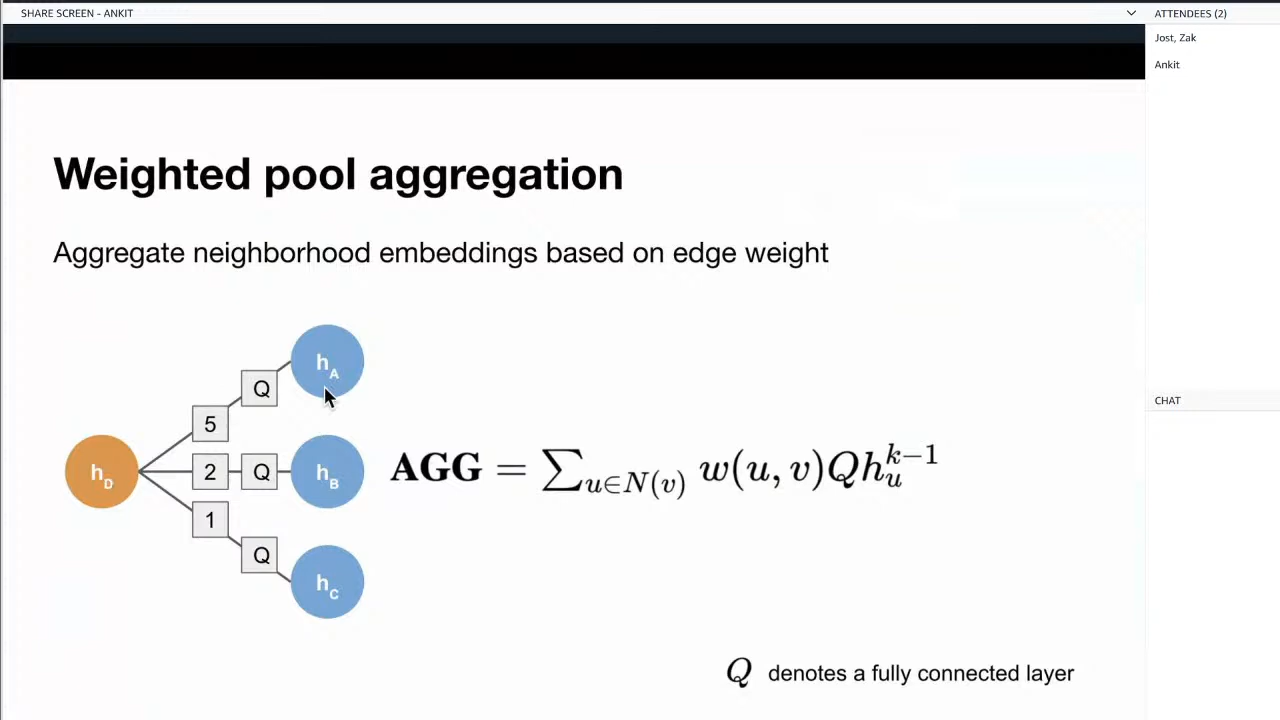 SHARE SCREEN - ANKIT
ATTENDEES (2)
Jost, Zak
Ankit
Weighted pool aggregation
Aggregate neighborhood embeddings based on edge weight
h_A
Q
5
h_D
2
Q
h_B
1
Q
h_C
AGG = ∑_{u∈N(v)} w(u, v)Qh_u^{k−1}
CHAT
Q denotes a fully connected layer